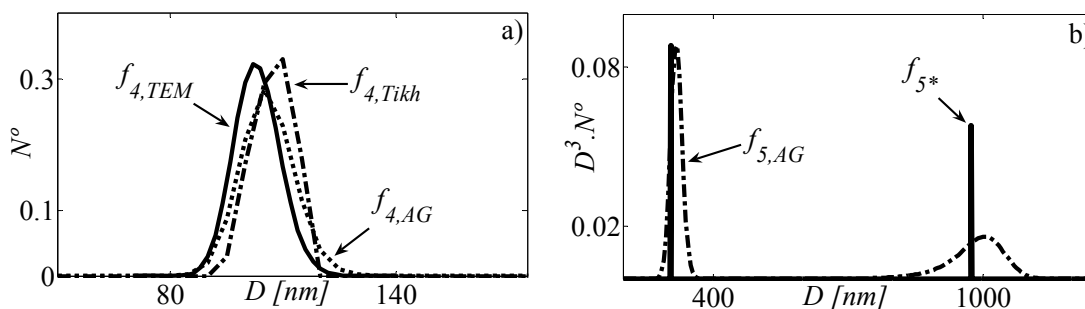 a)
0.3
0.1
0
N°
f4,TEM
f4,Tikh
f4,AG
80
D [nm]
140
b)
0.08
0.02
D³.N°
f5,AG
f5*
400
D [nm]
1000